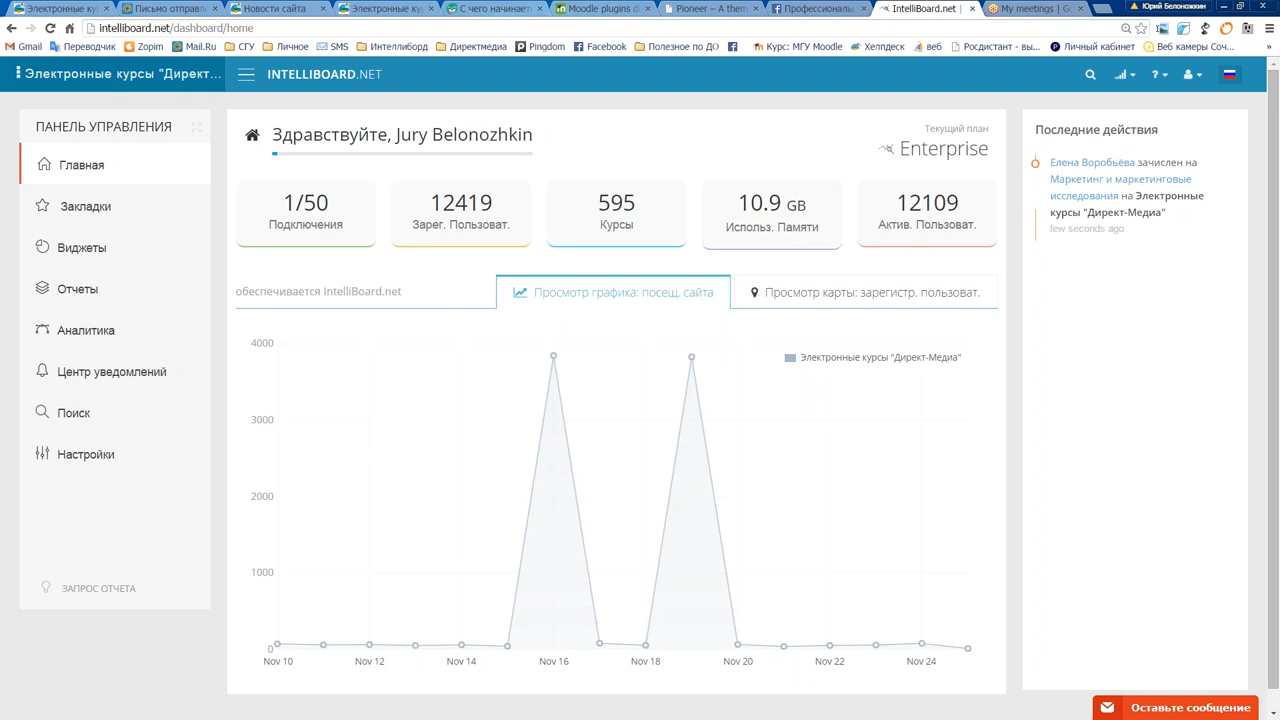 Электронные кур
Письмо отправл
Новости сайта
Электронные кур
С чего начинает
Moodle plugins d
Pioneer – A them
Профессиональ
IntelliBoard.net |
My meetings | G
Юрий Белоножкин
intelliboard.net/dashboard/home
Gmail
Переводчик
Zopim
Mail.Ru
СГУ
Личное
SMS
Интеллиборд
Директмедиа
Pingdom
Facebook
Полезное по ДО
Курс: МГУ Moodle
Хелпдеск
веб
Росдистант - вы...
Личный кабинет
Веб камеры Соч...
Электронные курсы "Директ...
INTELLIBOARD.NET
?
ПАНЕЛЬ УПРАВЛЕНИЯ
Главная
Закладки
Виджеты
Отчеты
Аналитика
Центр уведомлений
Поиск
Настройки
ЗАПРОС ОТЧЕТА
Здравствуйте, Jury Belonozhkin
Текущий план
Enterprise
1/50
Подключения
12419
Зарег. Пользоват.
595
Курсы
10.9 GB
Использ. Памяти
12109
Актив. Пользоват.
обеспечивается IntelliBoard.net
Просмотр графика: посещ. сайта
Просмотр карты: зарегистр. пользоват.
Электронные курсы "Директ-Медиа"
4000
3000
2000
1000
0
Nov 10
Nov 12
Nov 14
Nov 16
Nov 18
Nov 20
Nov 22
Nov 24
Последние действия
Елена Воробьёва зачислен на
Маркетинг и маркетинговые
исследования на Электронные
курсы "Директ-Медиа"
few seconds ago
Оставьте сообщение